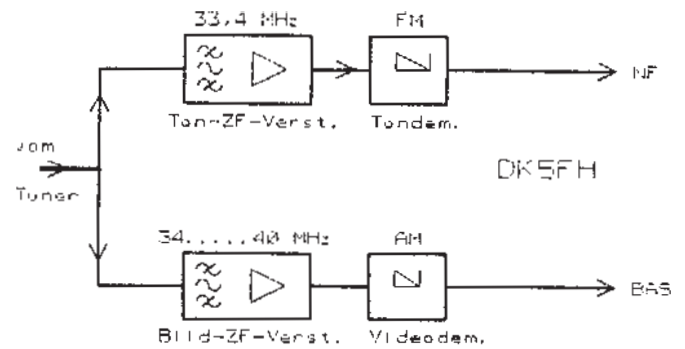 33,4 MHz
FM
NF
Ton-ZF-Verst.
Tondem.
vom
Tuner
DK5FH
34.....40 MHz
AM
BAS
Bild-ZF-Verst.
Videodem.